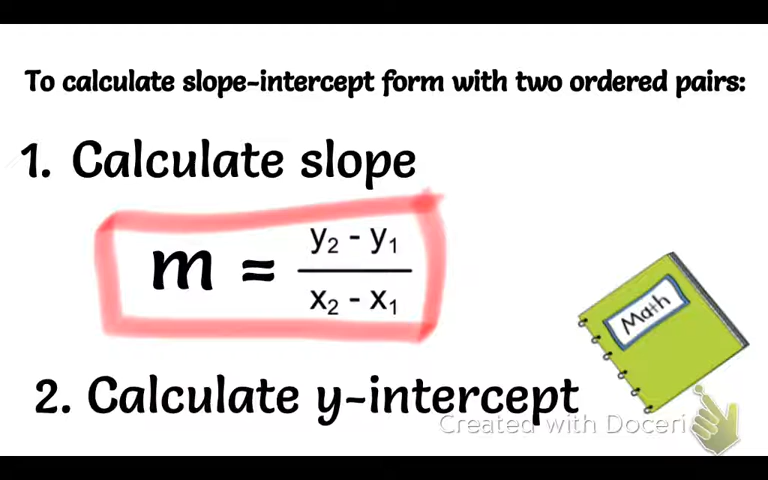 To calculate slope-intercept form with two ordered pairs:
1. Calculate slope
m = y₂ - y₁
x₂ - x₁
Math
2. Calculate y-intercept
Created with Doceri